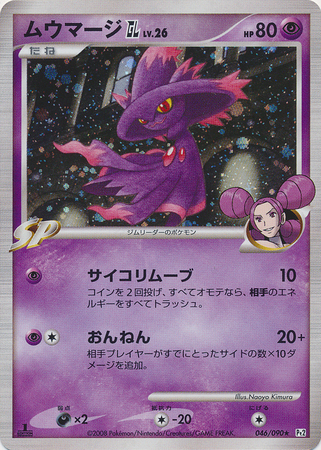 ムウマージGL LV.26 HP80
たね
ジムリーダーのポケモン
SP
サイコリムーブ 10
コインを2回投げ、すべてオモテなら、相手のエネ
ルギーをすべてトラッシュ。
おんねん 20+
相手プレイヤーがすでにとったサイドの数×10ダ
メージを追加。
Illus.Naoyo Kimura
弱点 ×2 抵抗力 -20 にげる
©2008 Pokémon/Nintendo/Creatures/GAME FREAK.
046/090★ Pt2